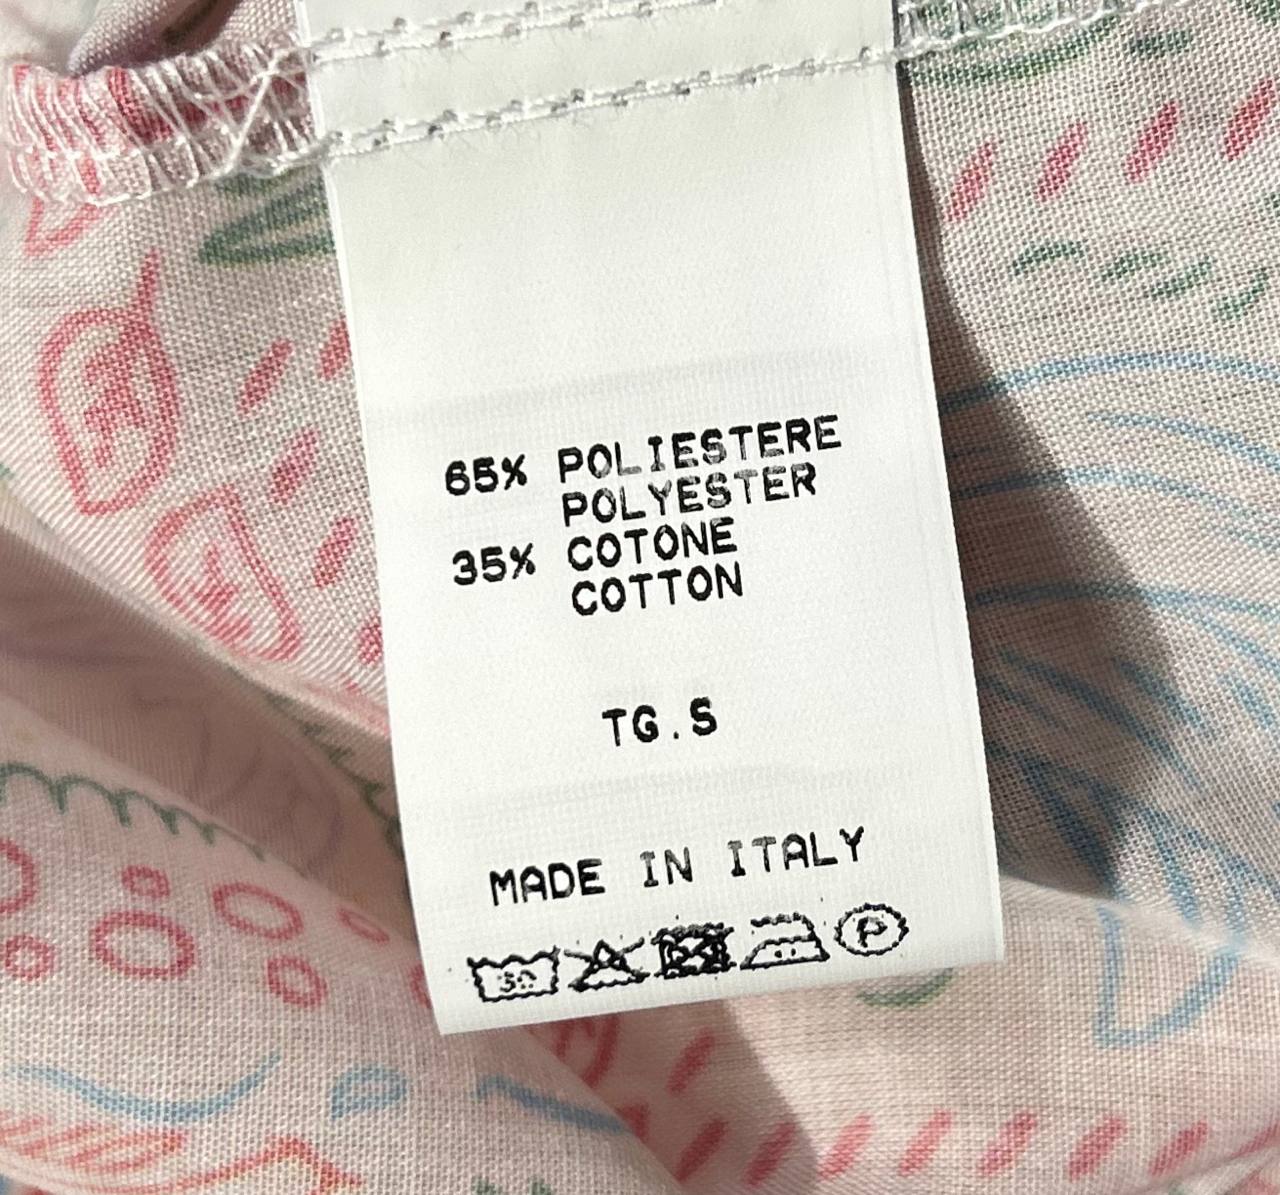 65% POLIESTERE
POLYESTER
35% COTONE
COTTON
TG.S
MADE IN ITALY
30
P